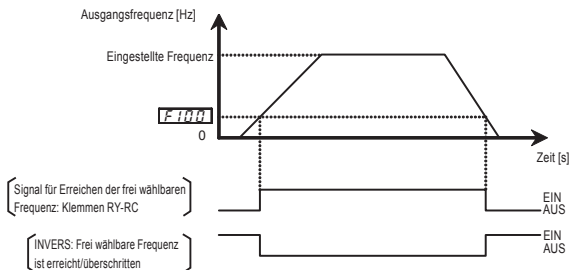 Ausgangsfrequenz [Hz]
Eingestellte Frequenz
F100
0
Zeit [s]
Signal für Erreichen der frei wählbaren
Frequenz: Klemmen RY-RC
EIN
AUS
INVERS: Frei wählbare Frequenz
ist erreicht/überschritten
EIN
AUS